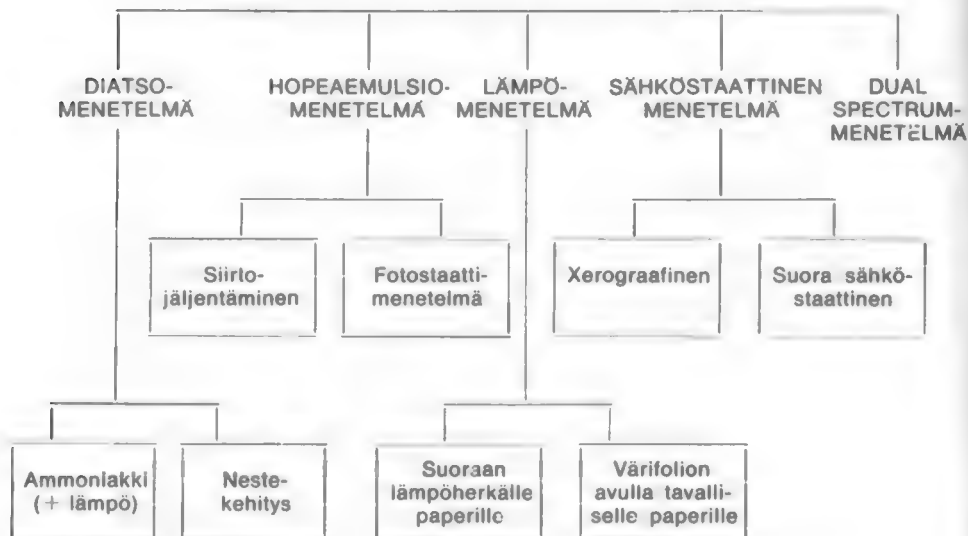 DIATSO-
MENETELMÄ
HOPEAEMULSIO-
MENETELMÄ
LÄMPÖ-
MENETELMÄ
SÄHKÖSTAATTINEN
MENETELMÄ
DUAL
SPECTRUM-
MENETELMÄ
Siirto-
jäljentäminen
Fotostaatti-
menetelmä
Xerograafinen
Suora sähkö-
staattinen
Ammoniakki
(+ lämpö)
Neste-
kehitys
Suoraan
lämpöherkälle
paperille
Värifolion
avulla tavalli-
selle paperille